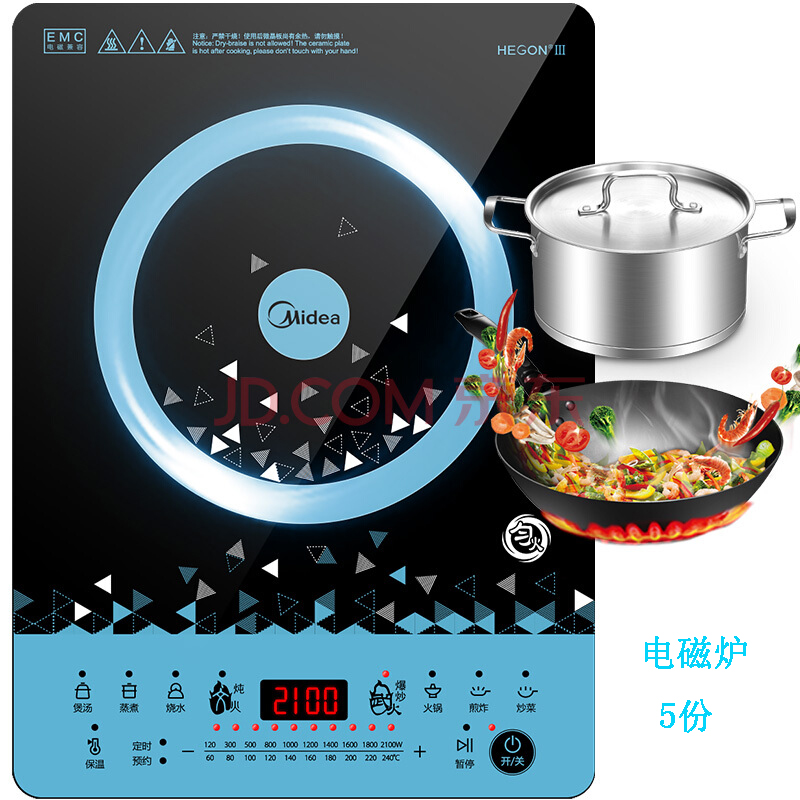 EMC
电磁兼容
注意：严禁干烧！使用后微晶板尚有余热，请勿触摸！
Notice: Dry-braise is not allowed! The ceramic plate
is hot after cooking, please don't touch with your hand!
HEGON®III
Midea
JD.COM 京东
匀火
电磁炉
5份
煲汤 蒸煮 烧水 炖火 2100 爆炒火 火锅 煎炸 炒菜
保温 定时 预约 暂停 开/关
120 300 500 800 1000 1200 1400 1600 1800 2100W
60 80 100 120 140 160 180 200 220 240℃